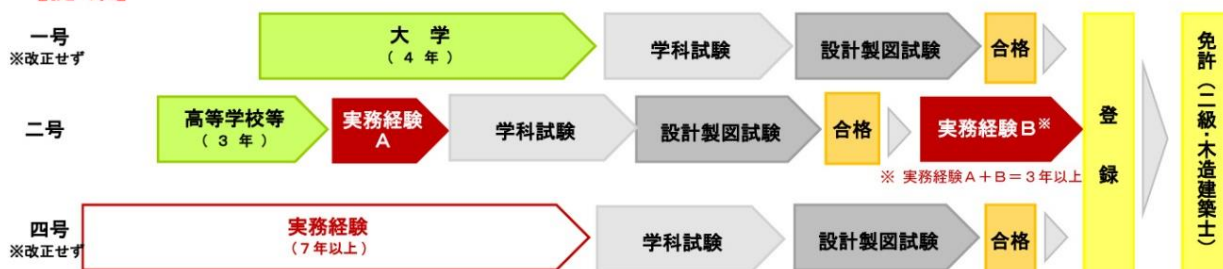 一号
※改正せず
大 学
( 4 年 )
学科試験
設計製図試験
合格
二号
高等学校等
( 3 年 )
実務経験
A
学科試験
設計製図試験
合格
実務経験B※
※ 実務経験A+B=3年以上
四号
※改正せず
実務経験
(7年以上)
学科試験
設計製図試験
合格
登録
免許(二級・木造建築士)